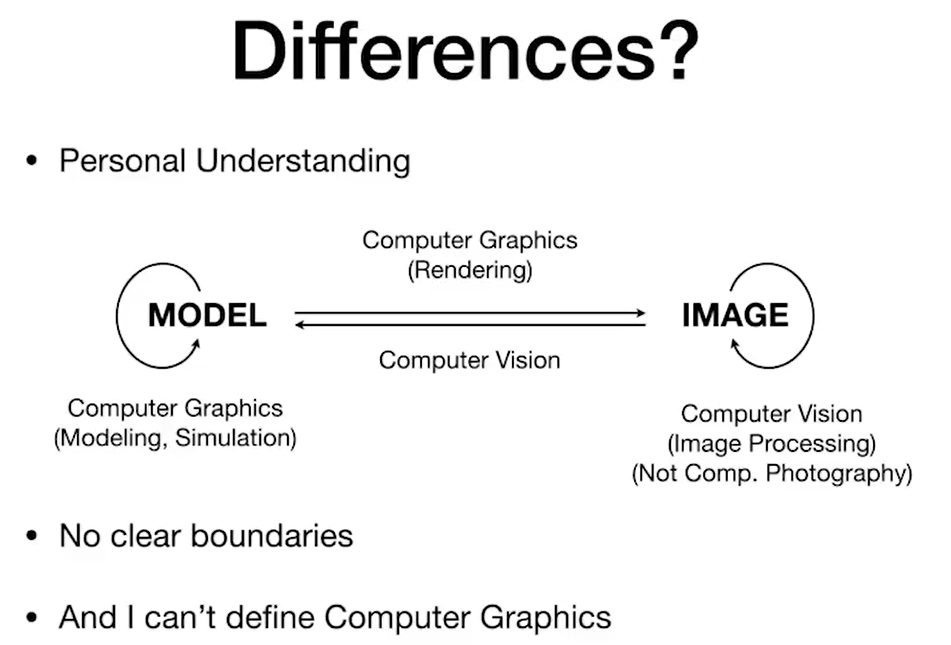 Differences?
• Personal Understanding
Computer Graphics
(Rendering)
MODEL
IMAGE
Computer Vision
Computer Graphics
(Modeling, Simulation)
Computer Vision
(Image Processing)
(Not Comp. Photography)
• No clear boundaries
• And I can’t define Computer Graphics